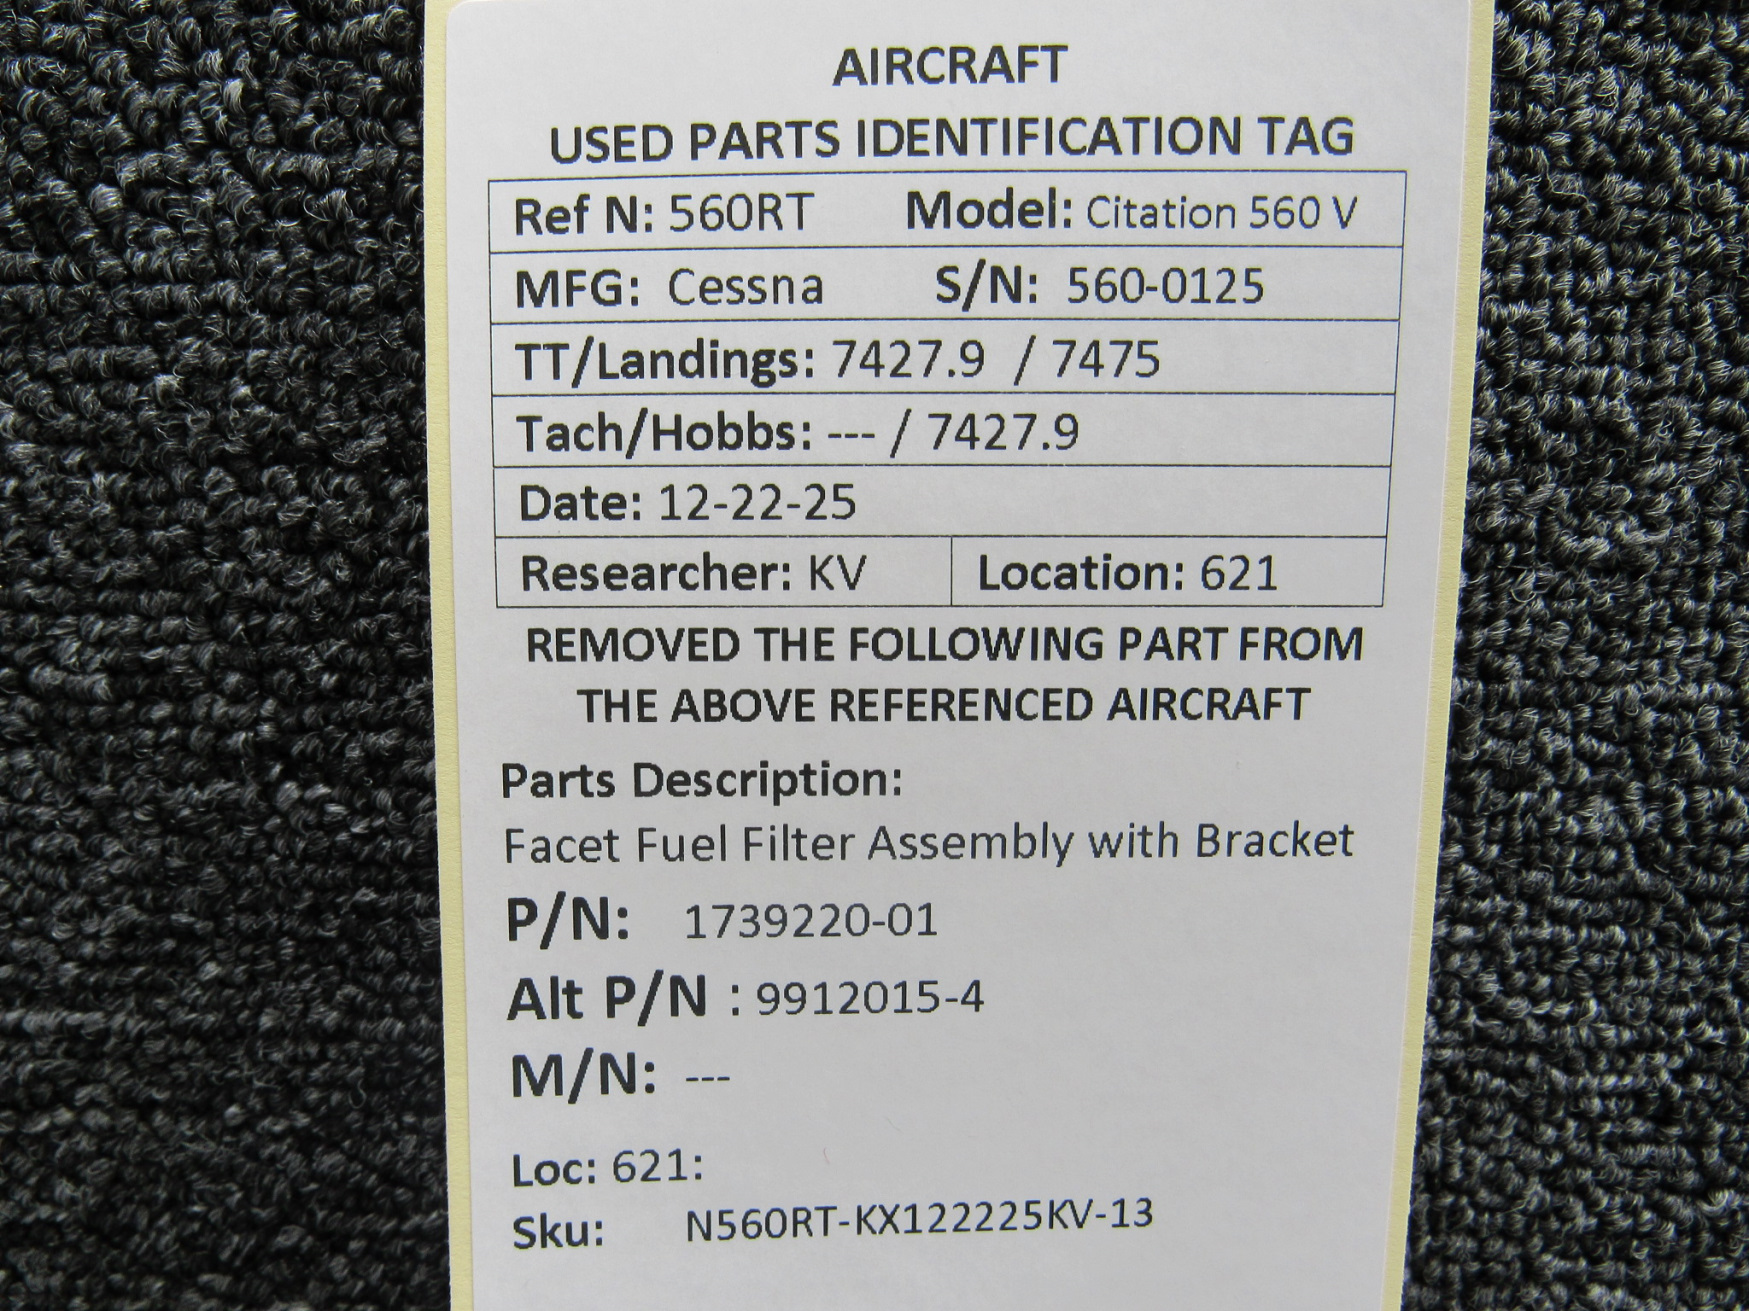 AIRCRAFT
USED PARTS IDENTIFICATION TAG
Ref N: 560RT Model: Citation 560 V
MFG: Cessna S/N: 560-0125
TT/Landings: 7427.9 / 7475
Tach/Hobbs: --- / 7427.9
Date: 12-22-25
Researcher: KV Location: 621
REMOVED THE FOLLOWING PART FROM
THE ABOVE REFERENCED AIRCRAFT
Parts Description:
Facet Fuel Filter Assembly with Bracket
P/N: 1739220-01
Alt P/N : 9912015-4
M/N: ---
Loc: 621:
Sku: N560RT-KX122225KV-13